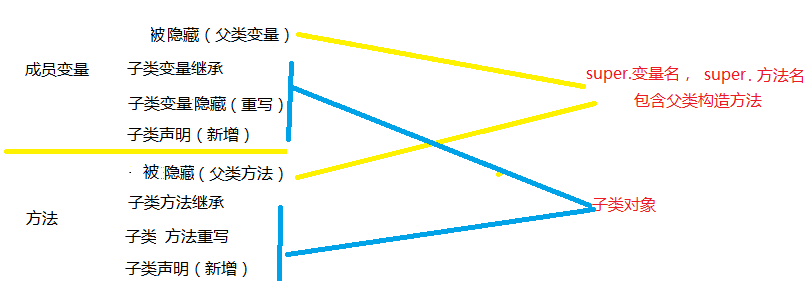 被隐藏（父类变量）
成员变量
子类变量继承
子类变量隐藏（重写）
子类声明（新增）
super.变量名， super. 方法名
包含父类构造方法
· 被.隐藏（父类方法）
方法
子类方法继承
子类 方法重写
子类声明（新增）
子类对象